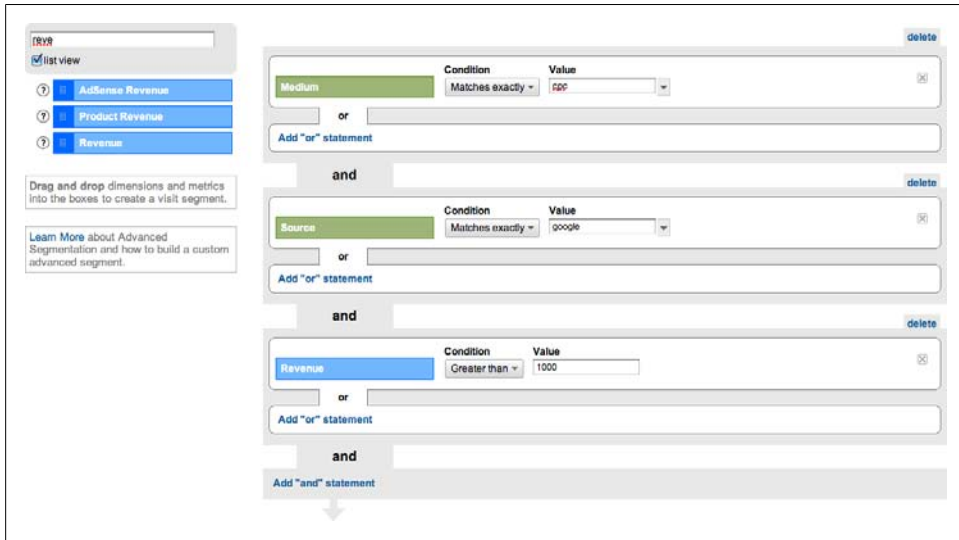 reve
list view
? AdSense Revenue
? Product Revenue
? Revenue
Drag and drop dimensions and metrics
into the boxes to create a visit segment.
Learn More about Advanced
Segmentation and how to build a custom
advanced segment.
delete
Condition Value
Medium Matches exactly
or
Add "or" statement
and
delete
Condition Value
Source Matches exactly google
or
Add "or" statement
and
delete
Condition Value
Revenue Greater than 1000
or
Add "or" statement
and
Add "and" statement